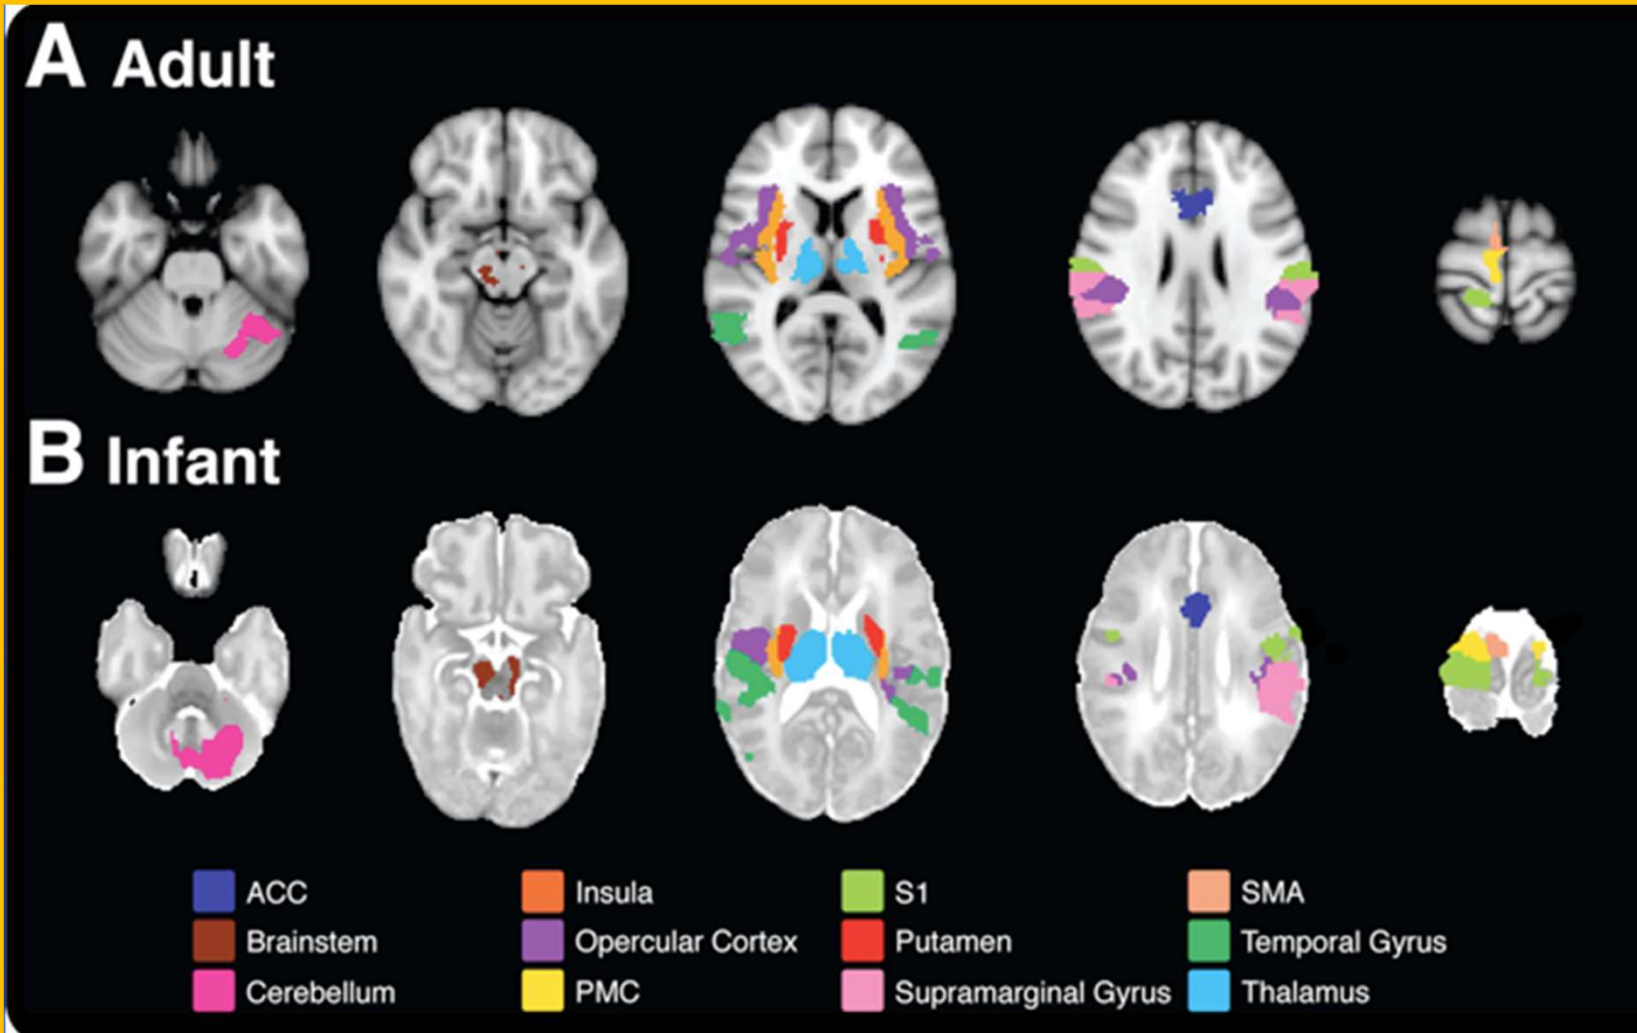 A Adult
B Infant
ACC Insula S1 SMA
Brainstem Opercular Cortex Putamen Temporal Gyrus
Cerebellum PMC Supramarginal Gyrus Thalamus